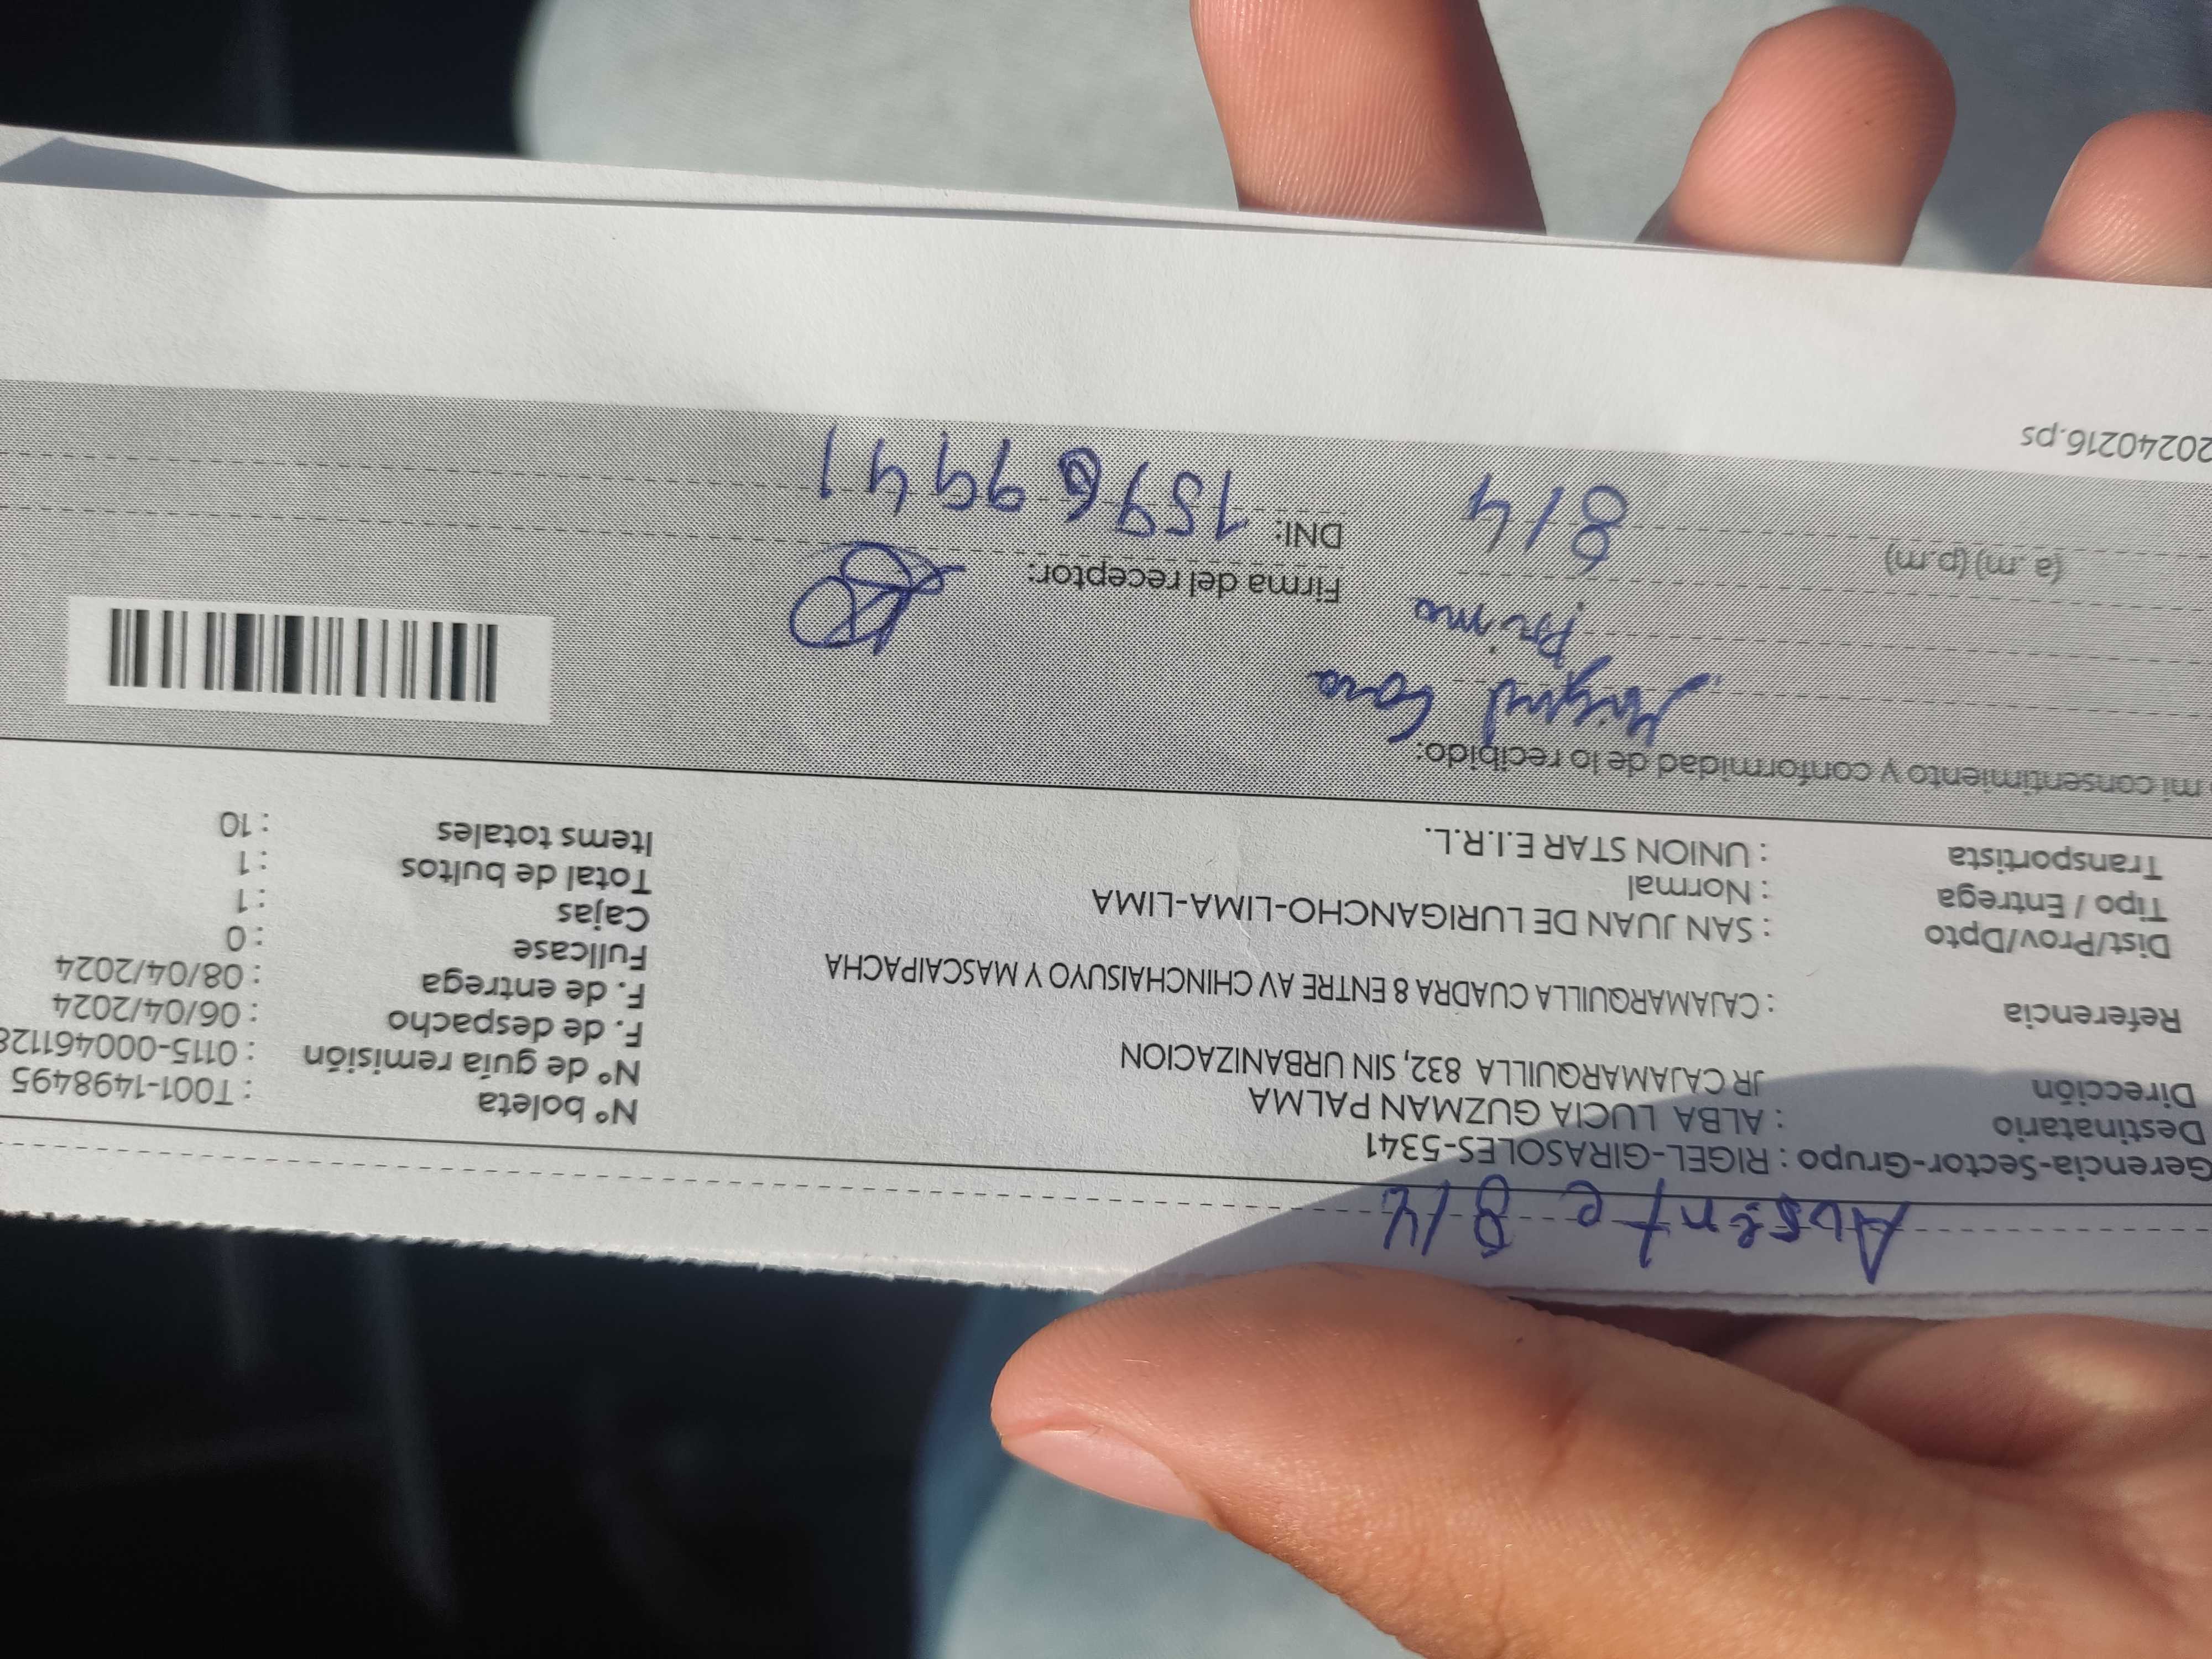 Ausente 8/4
Gerencia-Sector-Grupo : RIGEL-GIRASOLES-5341
Destinatario : ALBA LUCIA GUZMAN PALMA
Dirección JR CAJAMARQUILLA 832, SIN URBANIZACION
Referencia : CAJAMARQUILLA CUADRA 8 ENTRE AV CHINCHAISUYO Y MASCAIPACHA
Dist/Prov/Dpto : SAN JUAN DE LURIGANCHO-LIMA-LIMA
Tipo / Entrega : Normal
Transportista : UNION STAR E.I.R.L.
Nº boleta : T001-1498495
Nº de guía remisión : 0115-000461128
F. de despacho : 06/04/2024
F. de entrega : 08/04/2024
Fullcase : 0
Cajas : 1
Total de bultos : 1
Items totales : 10
mi consentimiento y conformidad de lo recibido:
Miguel
primo
Firma del receptor:
(a .m) (p.m) 8/4
DNI: 15969941
20240216.ps